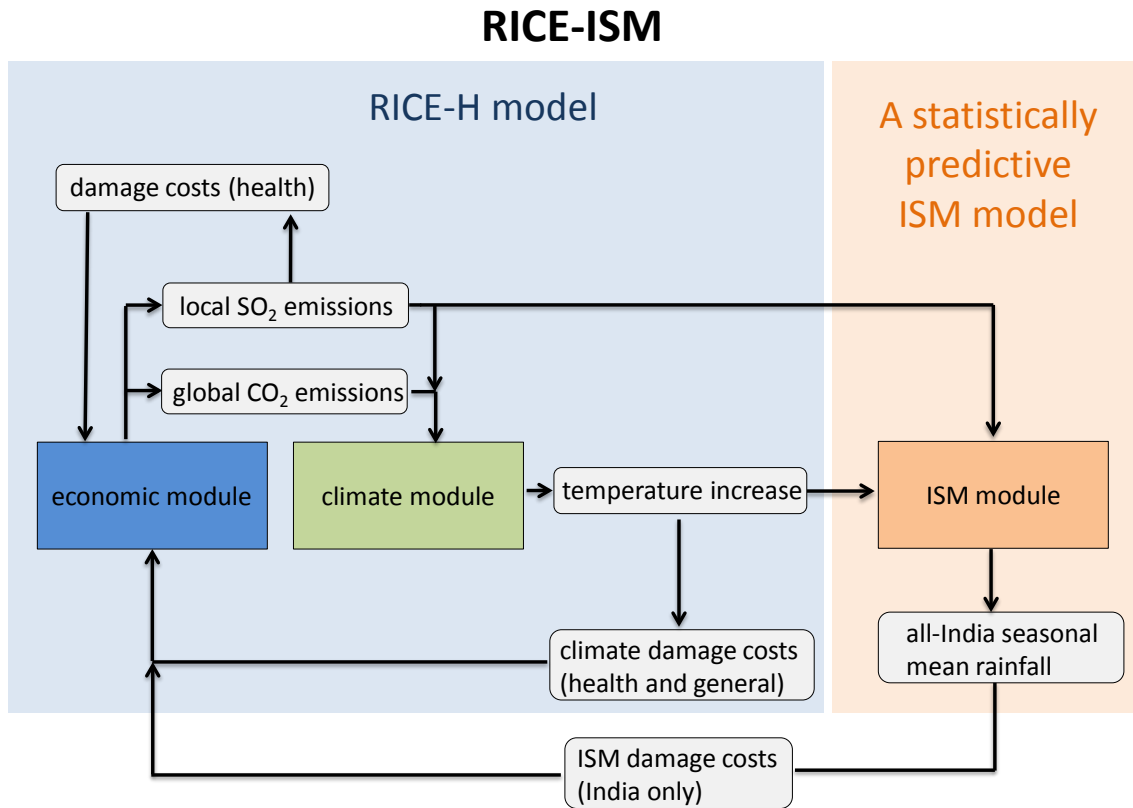 RICE-ISM
RICE-H model
A statistically
predictive
ISM model
damage costs (health)
local SO₂ emissions
global CO₂ emissions
economic module
climate module
temperature increase
ISM module
climate damage costs
(health and general)
all-India seasonal
mean rainfall
ISM damage costs
(India only)